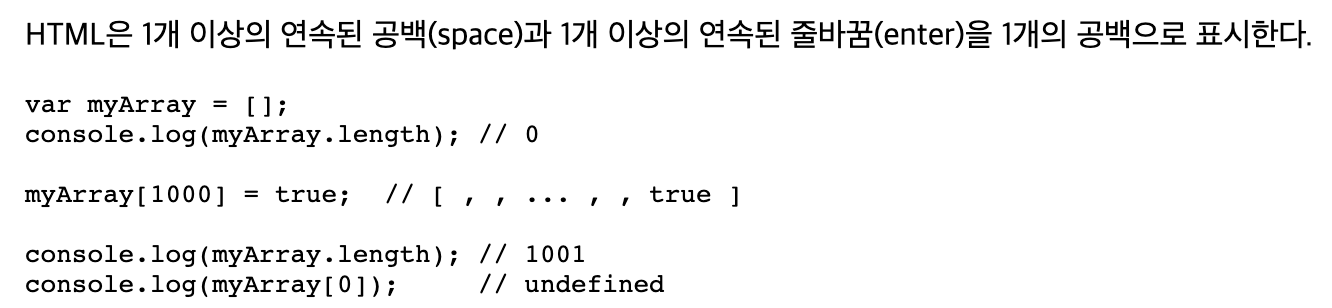 HTML은 1개 이상의 연속된 공백(space)과 1개 이상의 연속된 줄바꿈(enter)을 1개의 공백으로 표시한다.
var myArray = [];
console.log(myArray.length); // 0
myArray[1000] = true;  // [ , , ... , , true ]
console.log(myArray.length); // 1001
console.log(myArray[0]);     // undefined